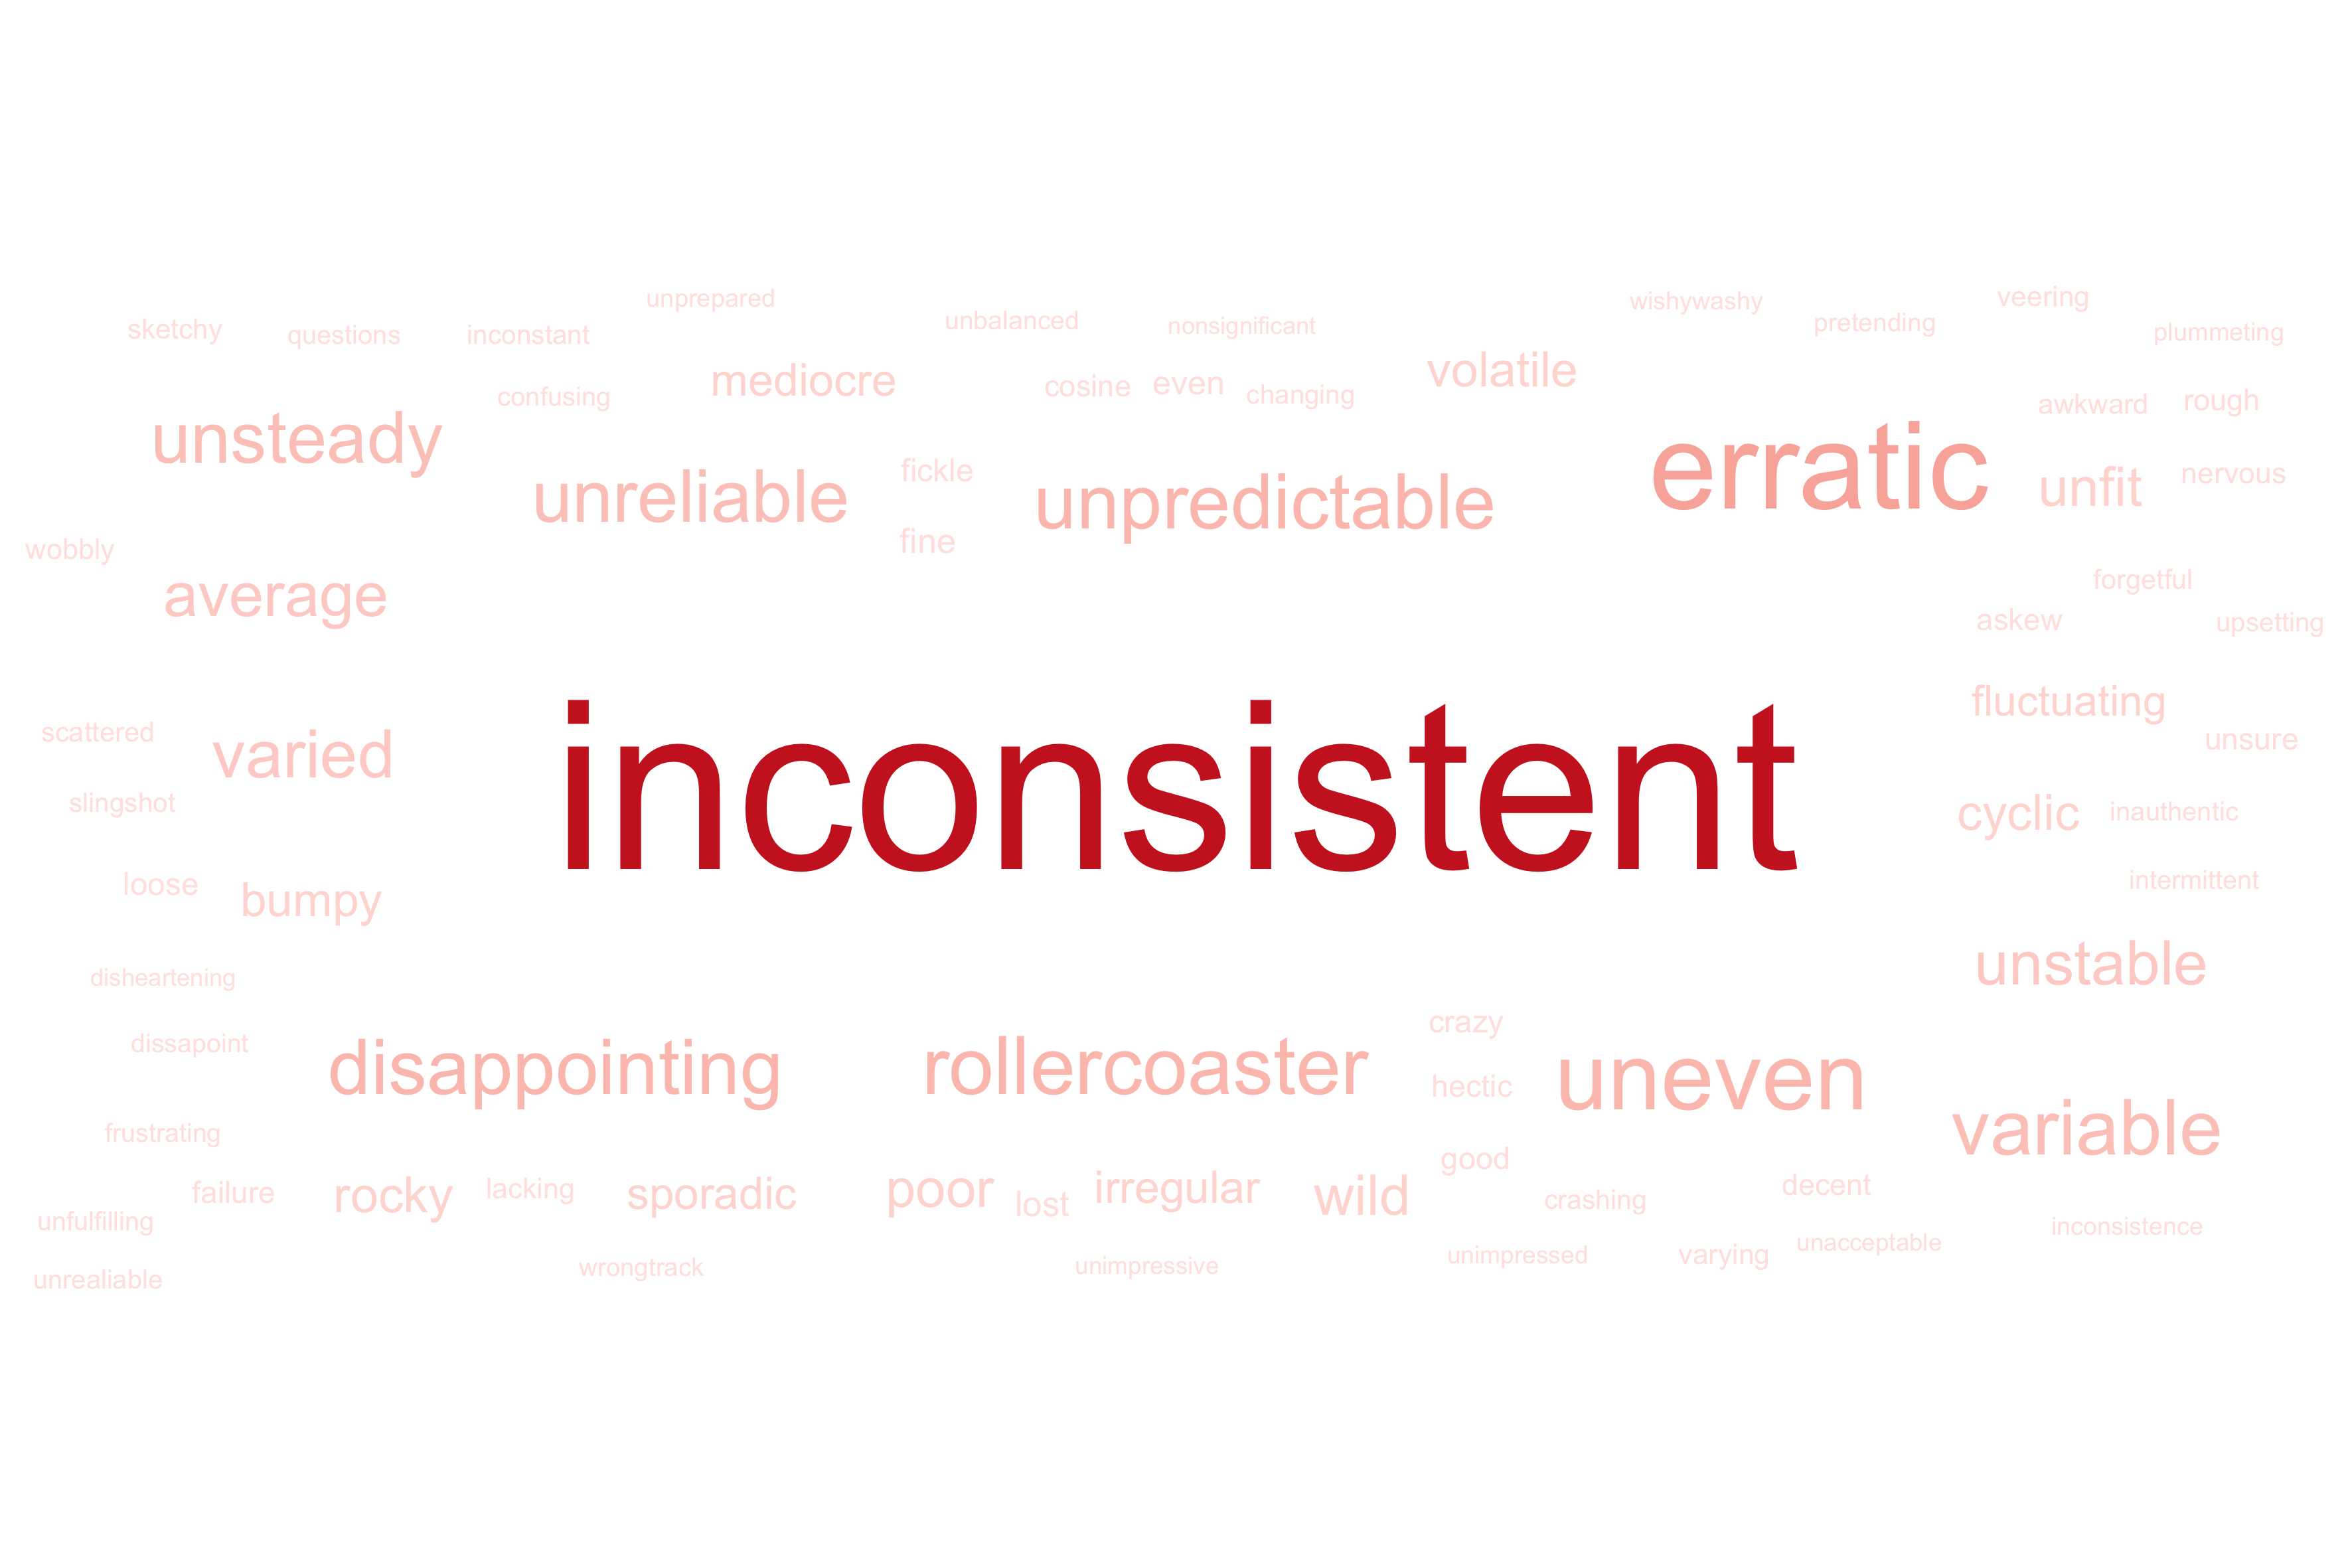 unprepared
wishywashy
veering
sketchy
questions
inconstant
unbalanced
nonsignificant
pretending
plummeting
confusing
mediocre
cosine
even
changing
volatile
awkward
rough
unsteady
unreliable
fickle
unpredictable
erratic
unfit
nervous
wobbly
fine
average
forgetful
askew
upsetting
scattered
varied
inconsistent
fluctuating
unsure
slingshot
cyclic
inauthentic
loose
bumpy
intermittent
disheartening
unstable
dissapoint
disappointing
rollercoaster
crazy
hectic
uneven
variable
frustrating
good
failure
rocky
lacking
sporadic
poor
lost
irregular
wild
crashing
decent
unfulfilling
unimpressed
varying
unacceptable
inconsistence
unrealiable
wrongtrack
unimpressive